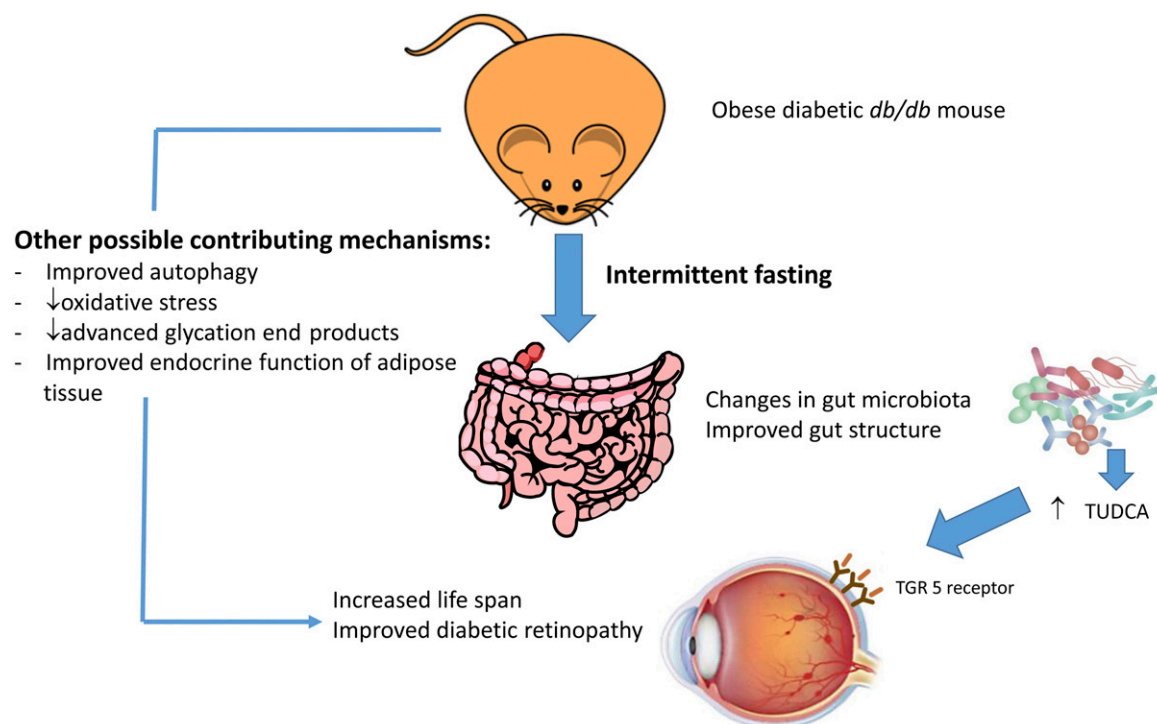 Obese diabetic db/db mouse
Other possible contributing mechanisms:
- Improved autophagy
- ↓oxidative stress
- ↓advanced glycation end products
- Improved endocrine function of adipose
tissue
Intermittent fasting
Changes in gut microbiota
Improved gut structure
↑ TUDCA
TGR 5 receptor
Increased life span
Improved diabetic retinopathy